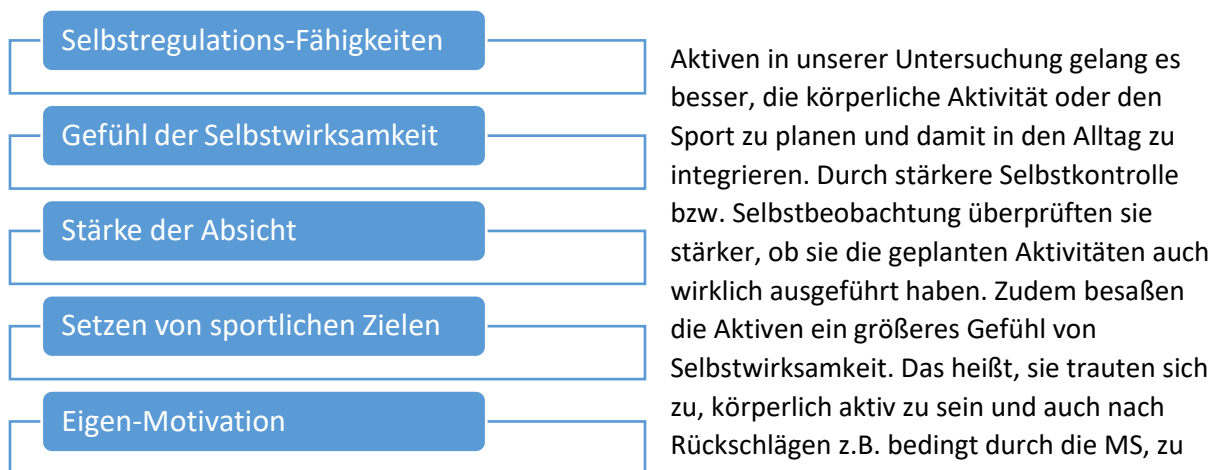 Selbstregulations-Fähigkeiten
Gefühl der Selbstwirksamkeit
Stärke der Absicht
Setzen von sportlichen Zielen
Eigen-Motivation
Aktiven in unserer Untersuchung gelang es
besser, die körperliche Aktivität oder den
Sport zu planen und damit in den Alltag zu
integrieren. Durch stärkere Selbstkontrolle
bzw. Selbstbeobachtung überprüften sie
stärker, ob sie die geplanten Aktivitäten auch
wirklich ausgeführt haben. Zudem besaßen
die Aktiven ein größeres Gefühl von
Selbstwirksamkeit. Das heißt, sie trauten sich
zu, körperlich aktiv zu sein und auch nach
Rückschlägen z.B. bedingt durch die MS, zu